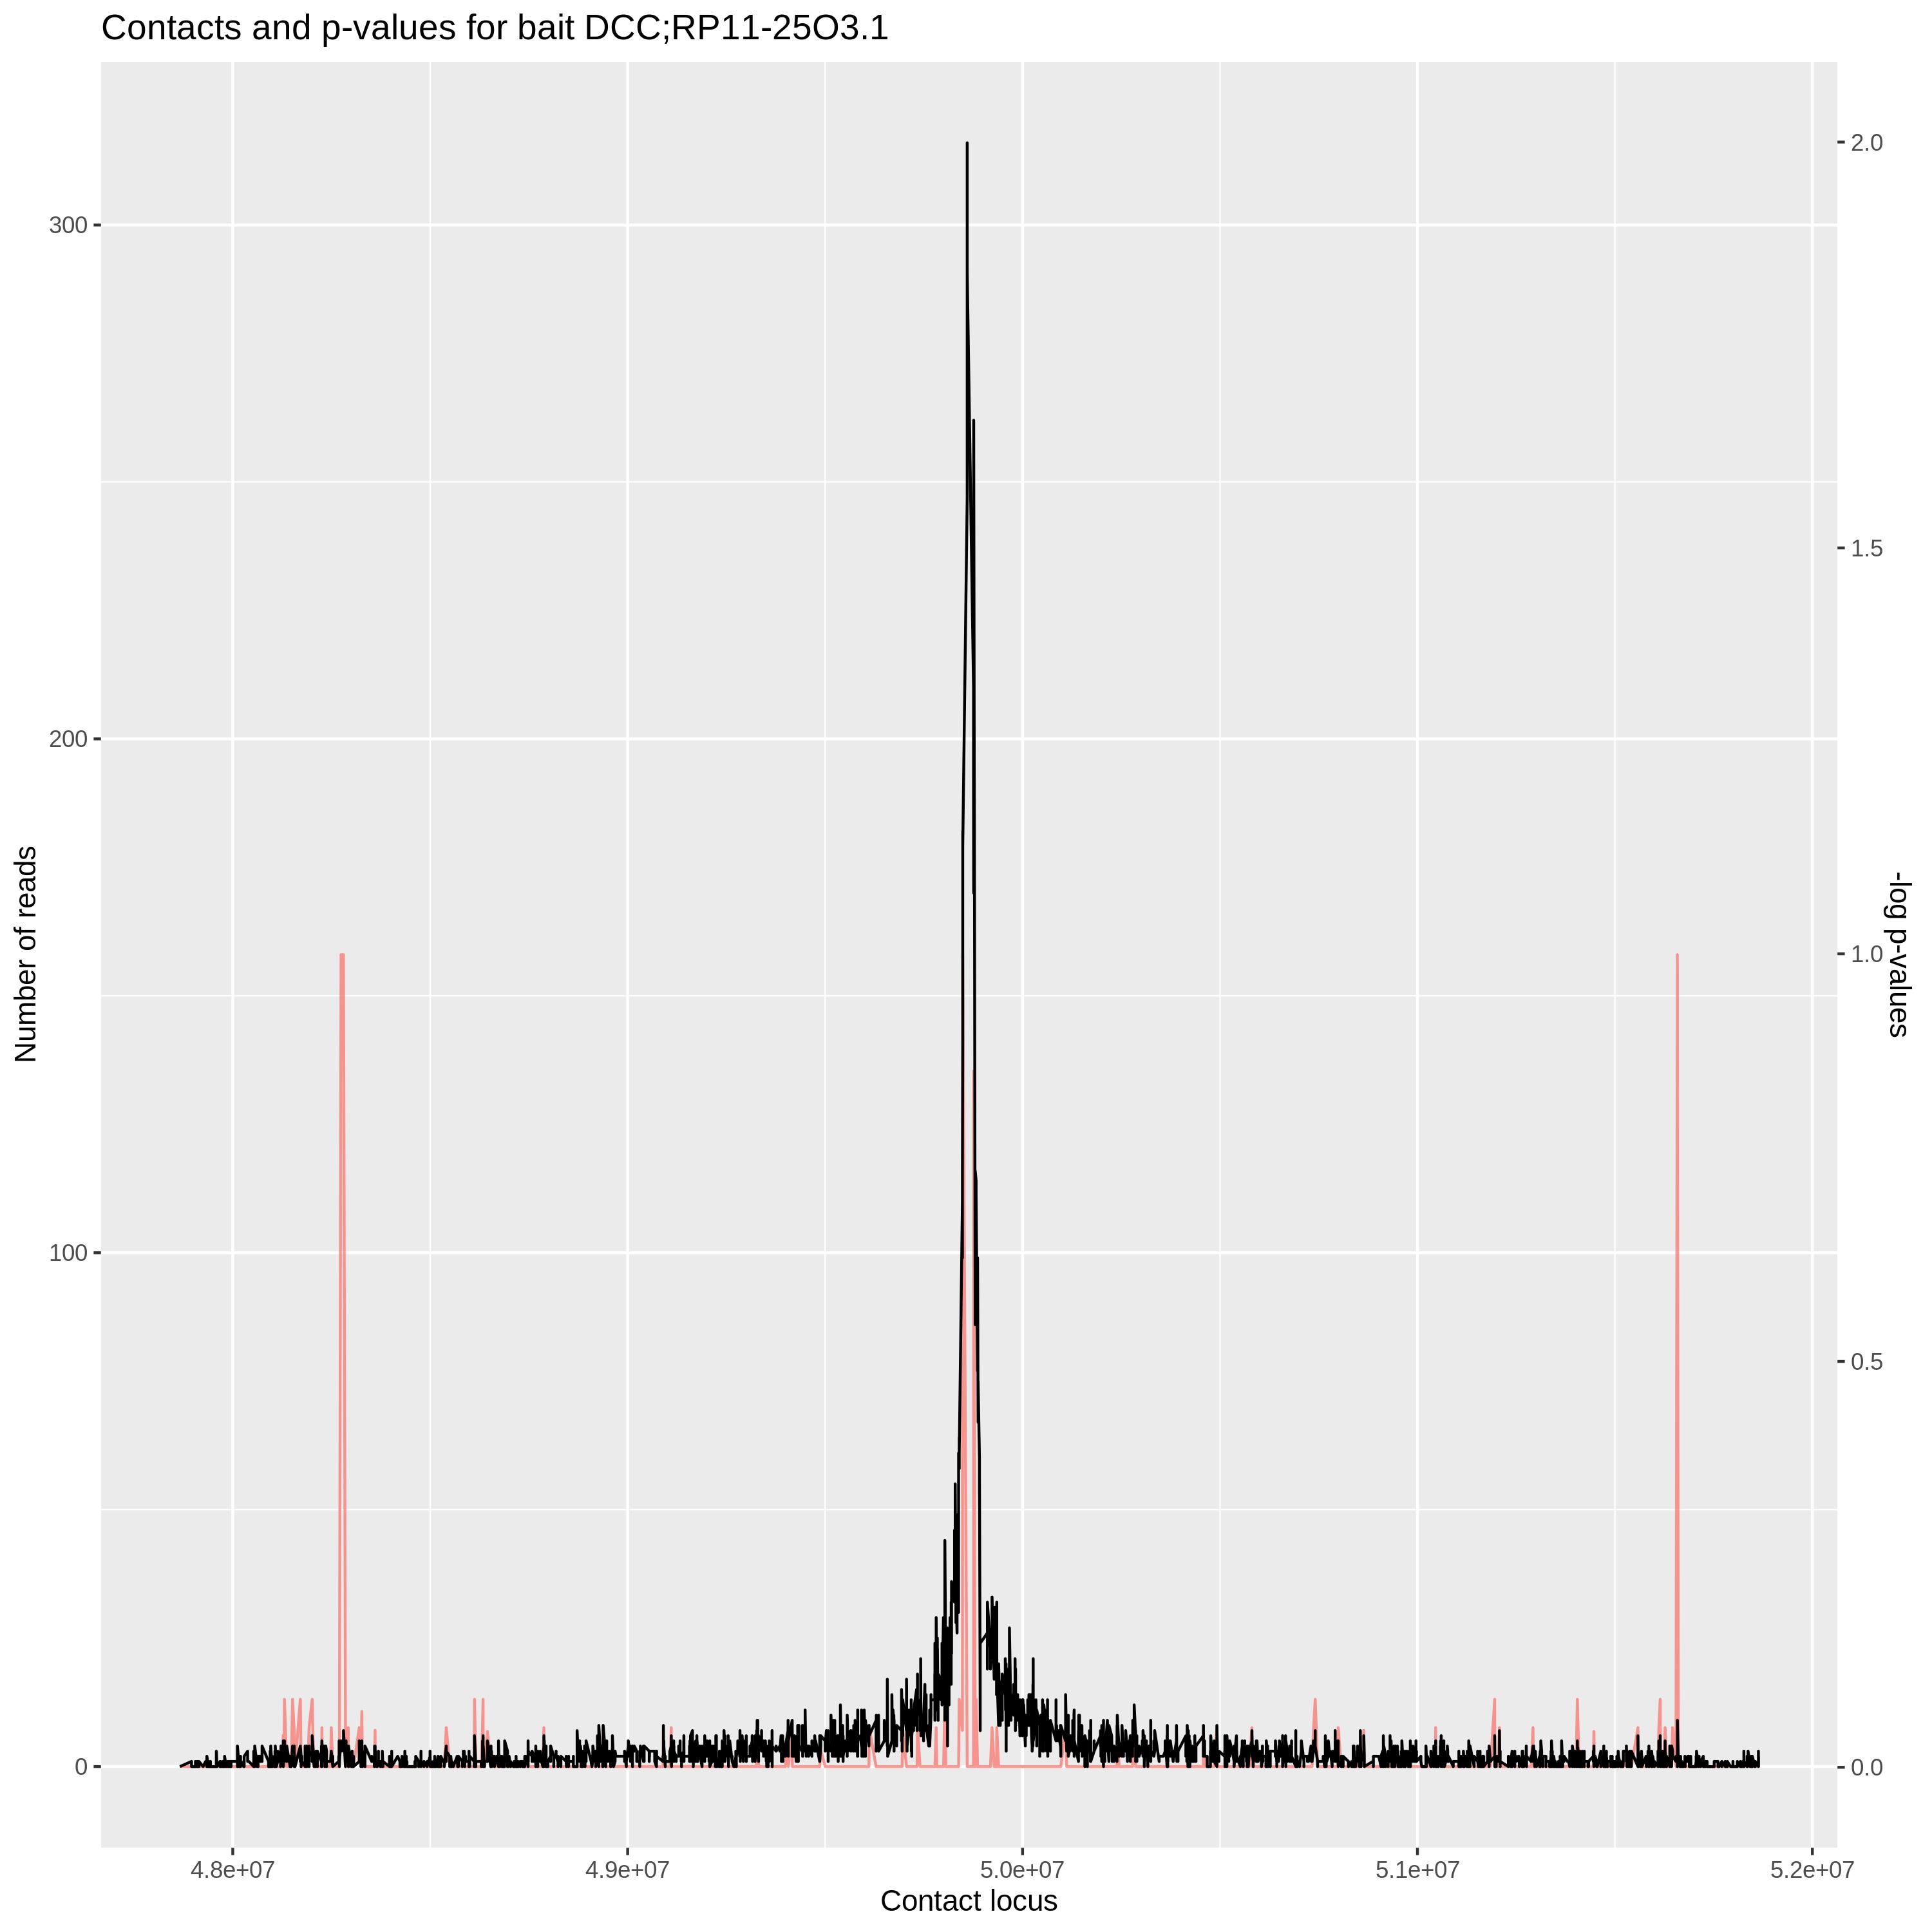 Contacts and p-values for bait DCC;RP11-25O3.1
300
200
100
0
Number of reads
2.0
1.5
1.0
0.5
0.0
-log p-values
4.8e+07
4.9e+07
5.0e+07
5.1e+07
5.2e+07
Contact locus